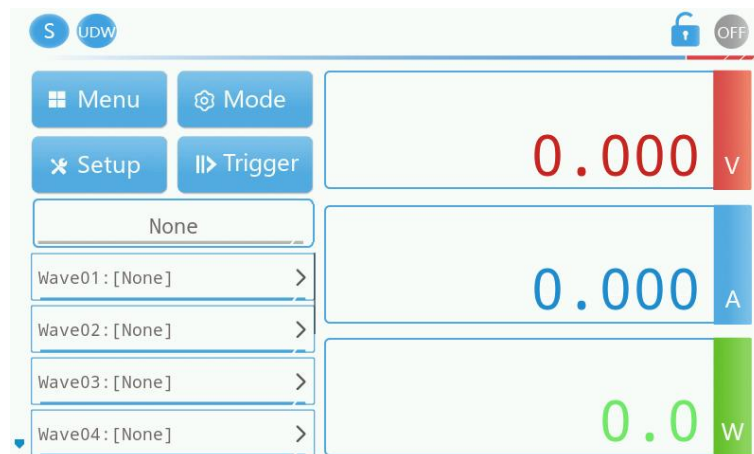 S UDW OFF
Menu Mode
Setup Trigger
None
Wave01:[None]
Wave02:[None]
Wave03:[None]
Wave04:[None]
0.000 V
0.000 A
0.0 W